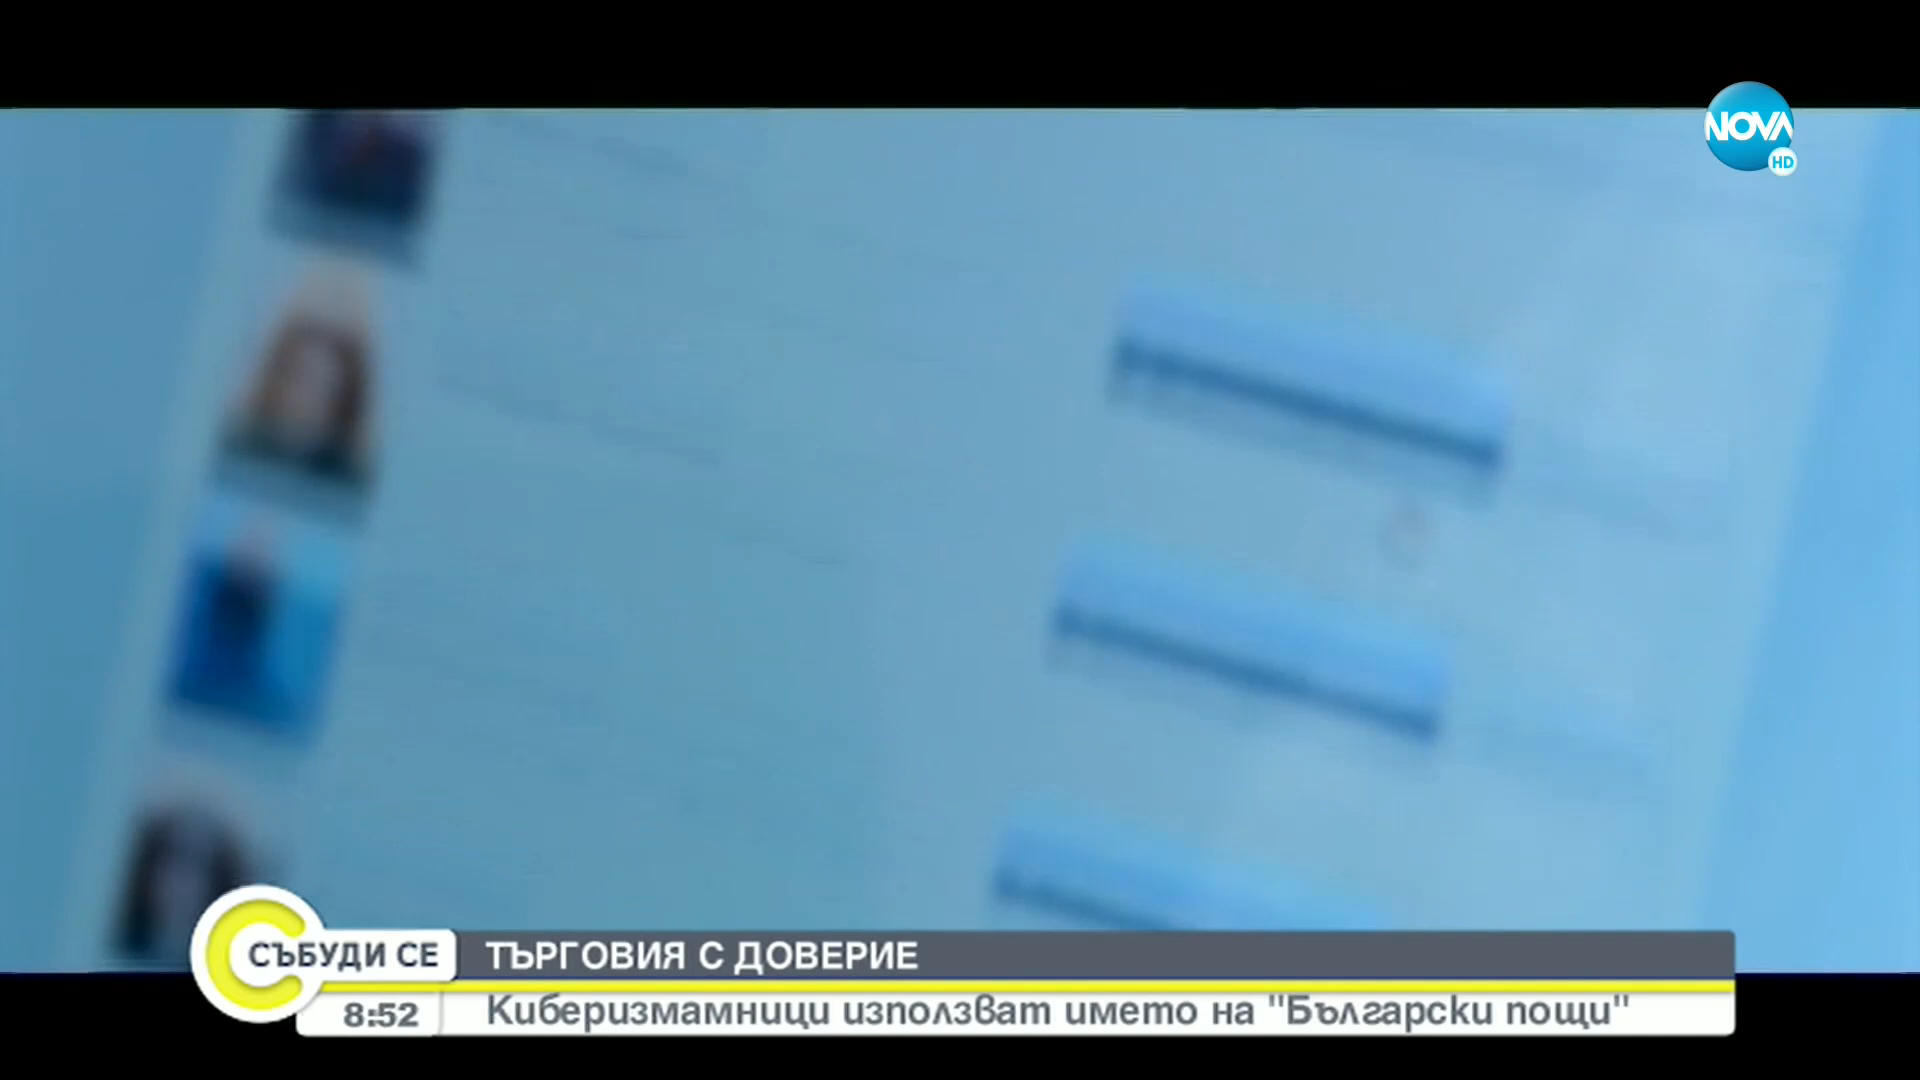 NOVA
HD
СЪБУДИ СЕ
ТЪРГОВИЯ С ДОВЕРИЕ
8:52
Киберизмамници използват името на "Български пощи"